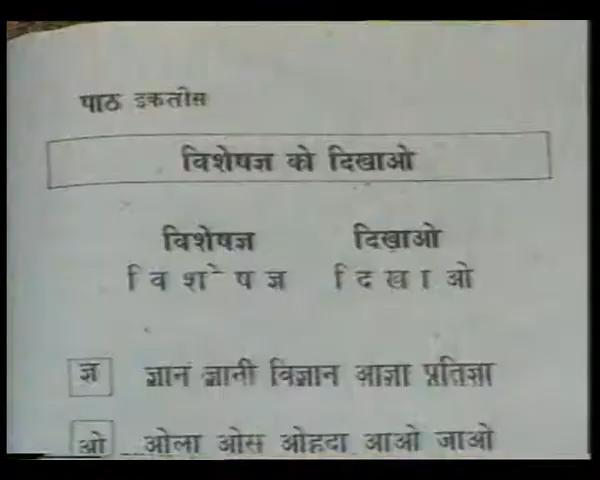 पाठ इकतीस
विशेषज्ञ को दिखाओ
विशेषज्ञ दिखाओ
ि व श े ष ज्ञ ि द ख ा ओ
ज्ञ ज्ञान ज्ञानी विज्ञान आज्ञा प्रतिज्ञा
ओ ओला ओस ओहदा आओ जाओ